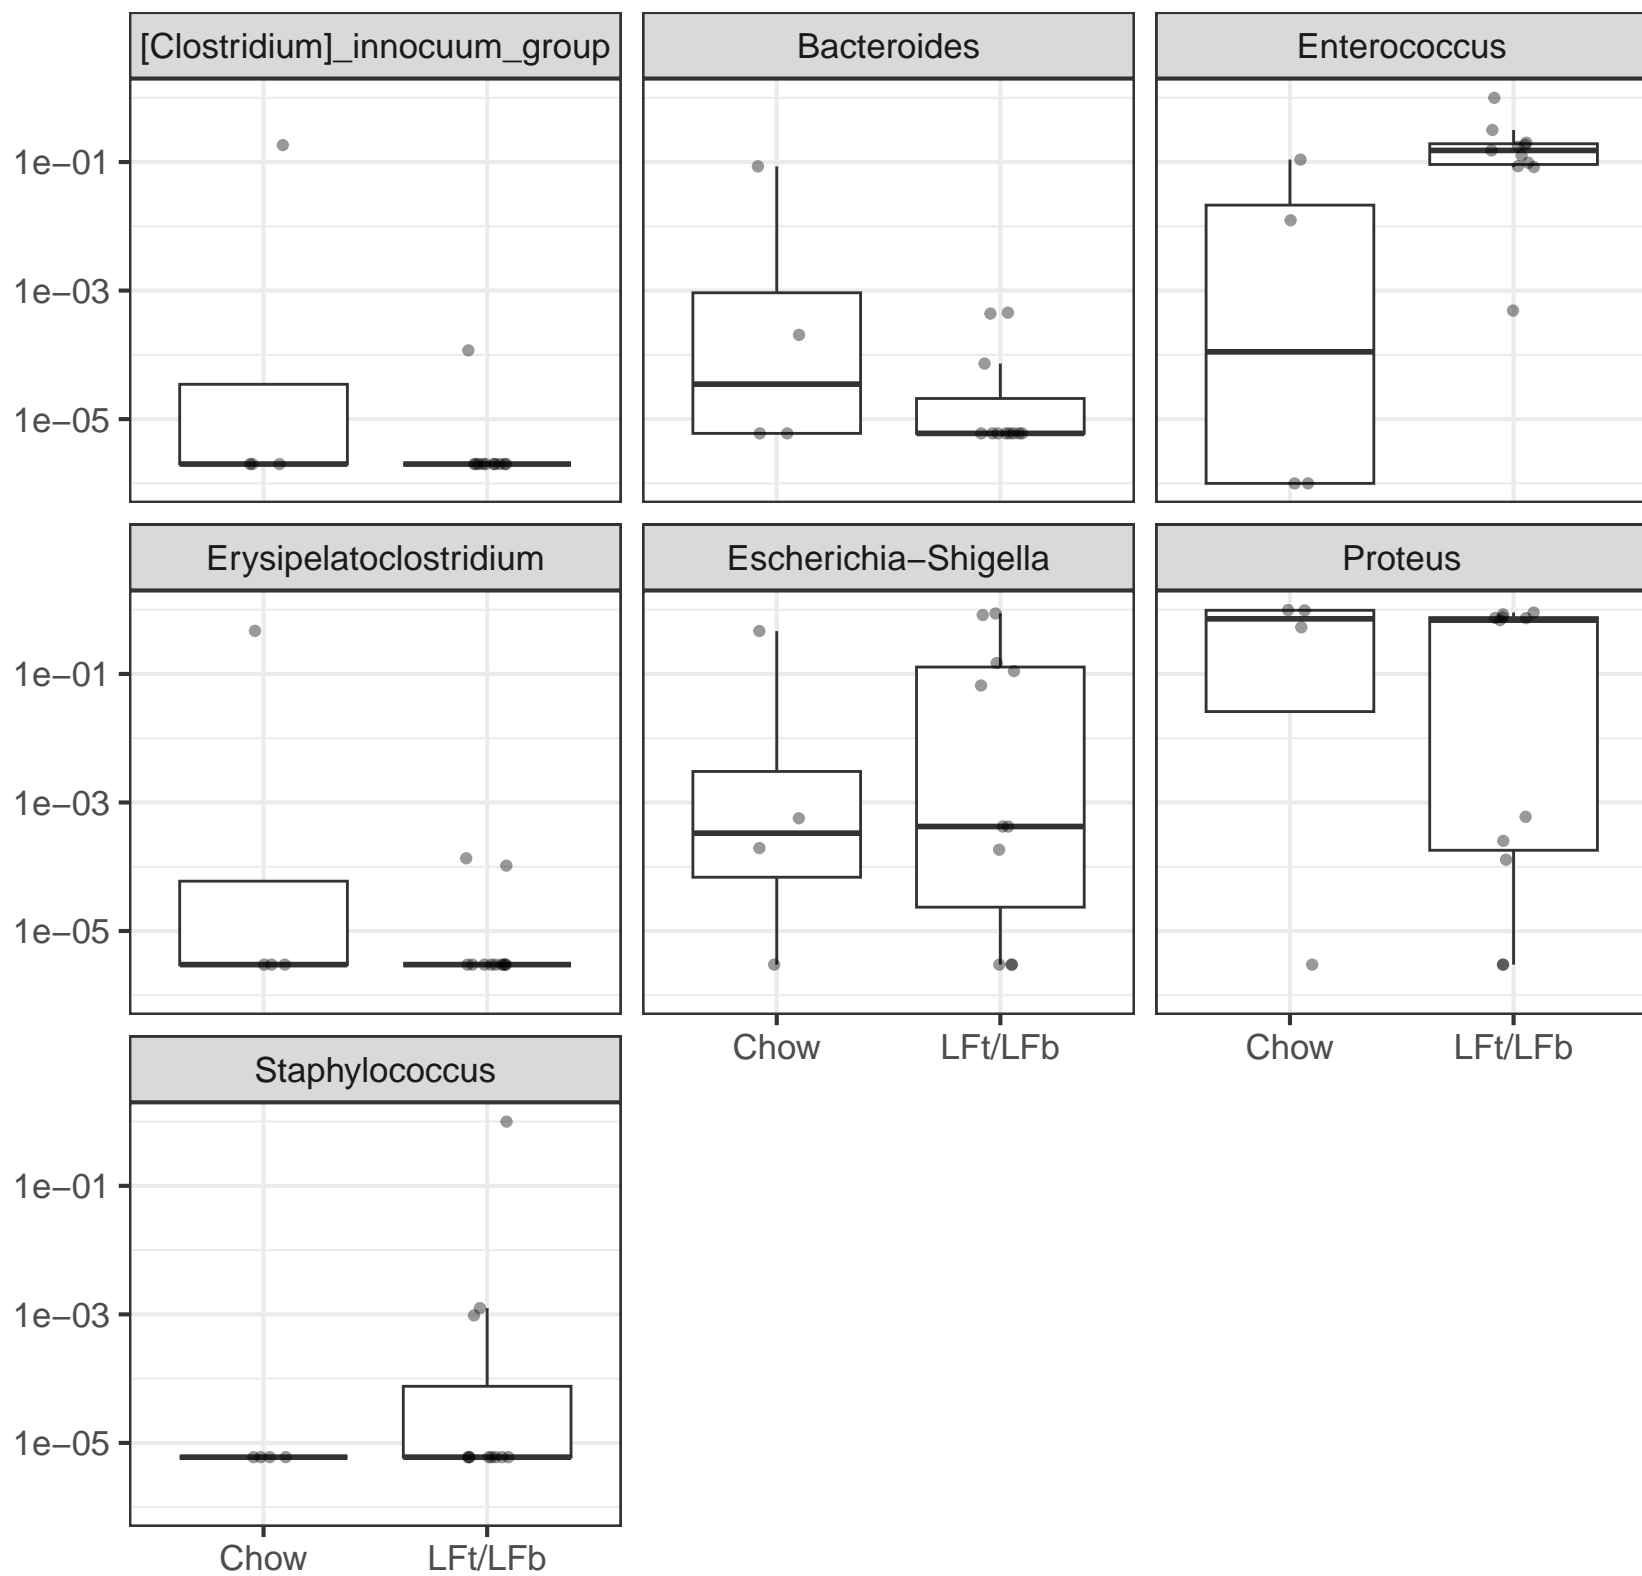 [Clostridium]_innocuum_group
Bacteroides
Enterococcus
1e−01
1e−03
1e−05
Erysipelatoclostridium
Escherichia−Shigella
Proteus
1e−01
1e−03
1e−05
Chow
LFt/LFb
Chow
LFt/LFb
Staphylococcus
1e−01
1e−03
1e−05
Chow
LFt/LFb